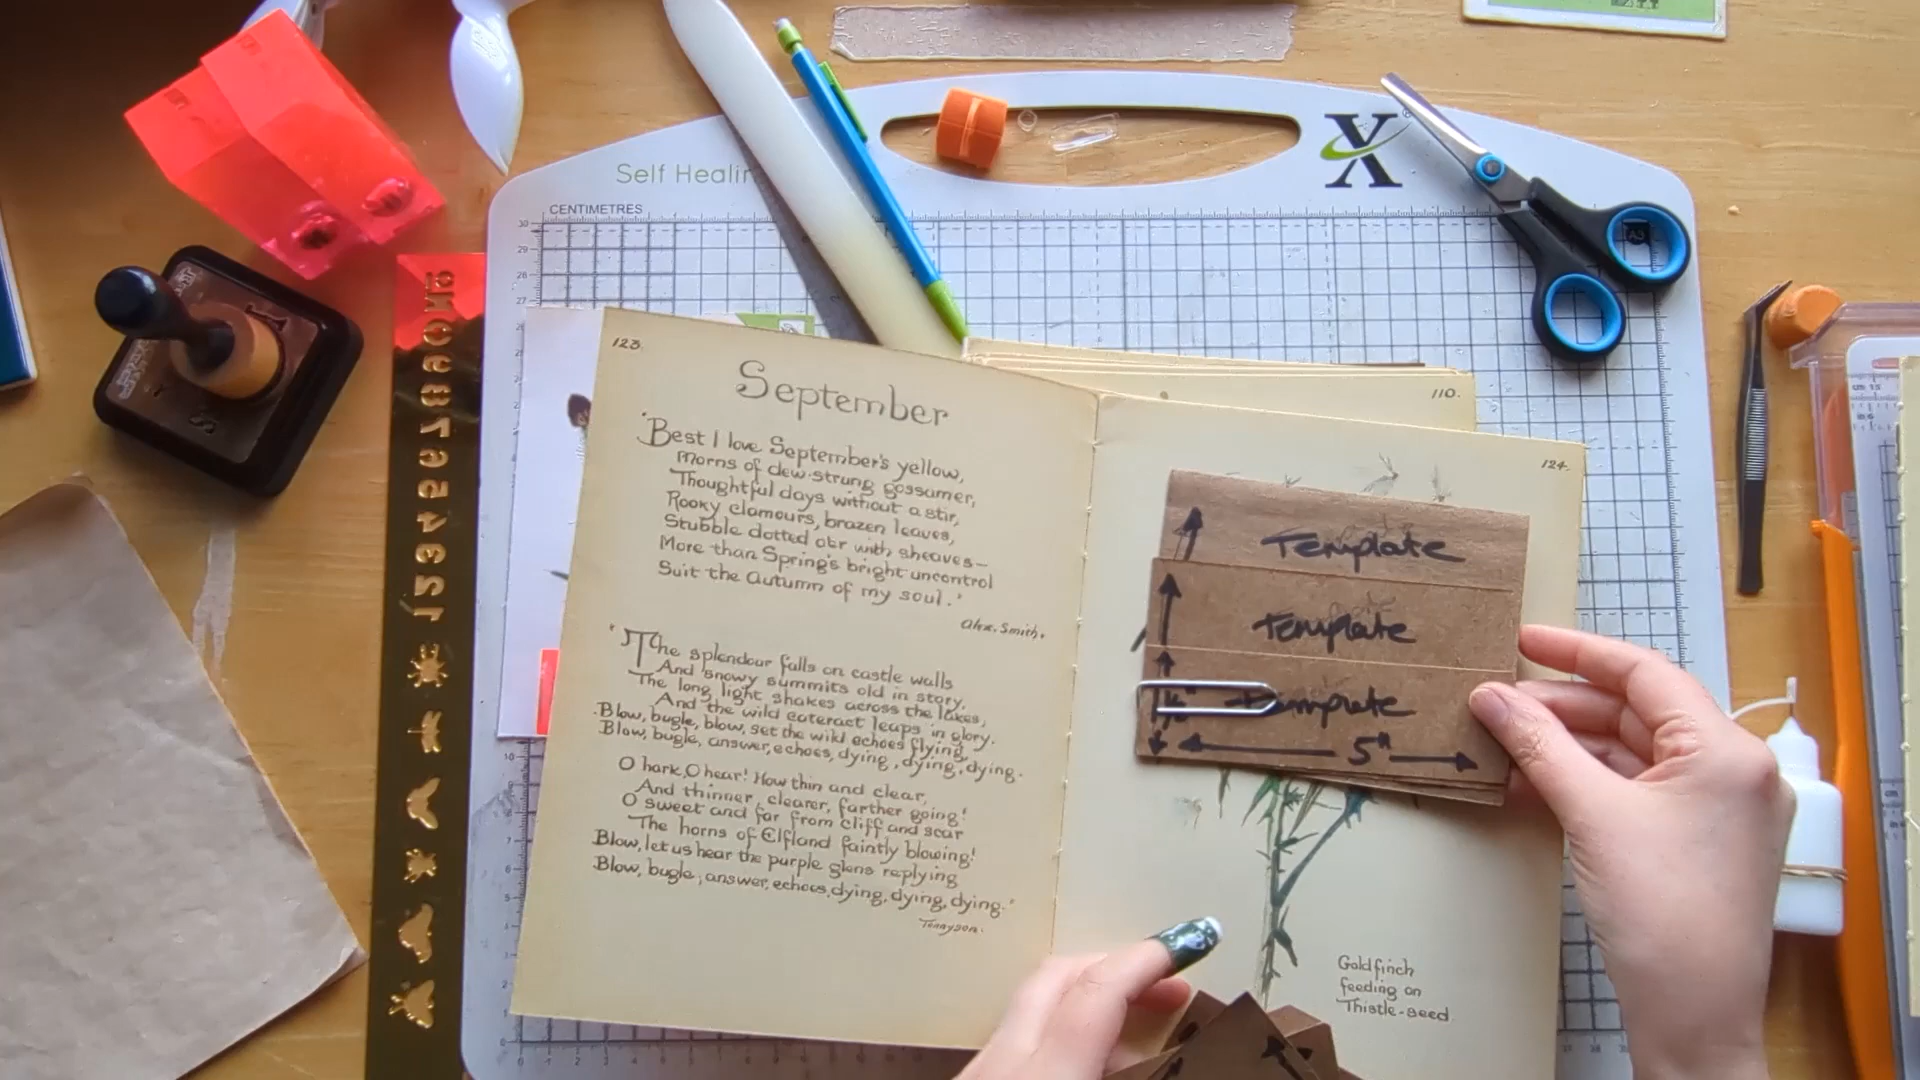 Self Healin
X
CENTIMETRES
123.
September
'Best I love September's yellow,
Morns of dew-strung gossamer,
Thoughtful days without a stir,
Rooky clamours, brazen leaves,
Stubble dotted o'er with sheaves—
More than Spring's bright uncontrol
Suit the Autumn of my soul.'
Alex. Smith.
'The splendour falls on castle walls
And snowy summits old in story,
The long light shakes across the lakes,
And the wild cateract leaps in glory.
Blow, bugle, blow, set the wild echoes flying,
Blow, bugle, answer, echoes, dying, dying, dying.
O hark, O hear! How thin and clear,
And thinner, clearer, farther going!
O sweet and far from cliff and scar
The horns of Elfland faintly blowing!
Blow, let us hear the purple glens replying
Blow, bugle, answer, echoes, dying, dying, dying.'
Tennyson.
110.
124.
Template
Template
Template
5"
Goldfinch
feeding on
Thistle-seed